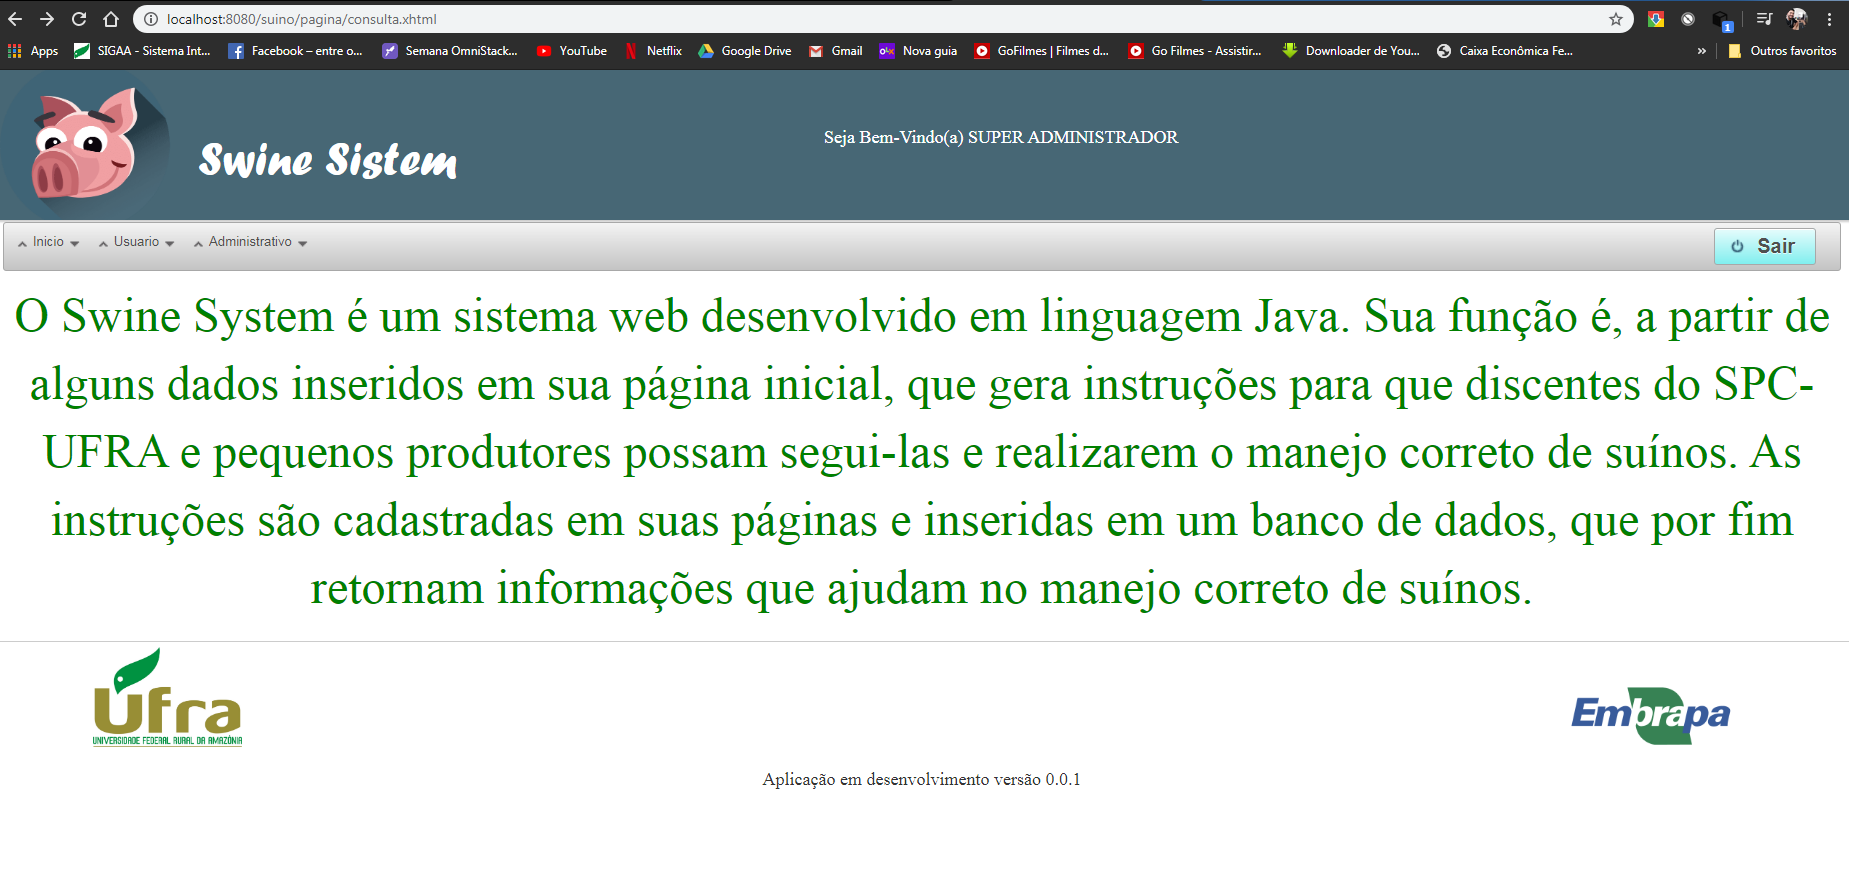 localhost:8080/suino/pagina/consulta.xhtml
Apps SIGAA - Sistema Int... Facebook – entre o... Semana OmniStack... YouTube Netflix Google Drive Gmail OLX Nova guia GoFilmes | Filmes d... Go Filmes - Assistir... Downloader de You... Caixa Econômica Fe... » Outros favoritos
1
Swine Sistem
Seja Bem-Vindo(a) SUPER ADMINISTRADOR
Inicio Usuario Administrativo Sair
O Swine System é um sistema web desenvolvido em linguagem Java. Sua função é, a partir de
alguns dados inseridos em sua página inicial, que gera instruções para que discentes do SPC-
UFRA e pequenos produtores possam segui-las e realizarem o manejo correto de suínos. As
instruções são cadastradas em suas páginas e inseridas em um banco de dados, que por fim
retornam informações que ajudam no manejo correto de suínos.
Ufra
UNIVERSIDADE FEDERAL RURAL DA AMAZÔNIA
Embrapa
Aplicação em desenvolvimento versão 0.0.1